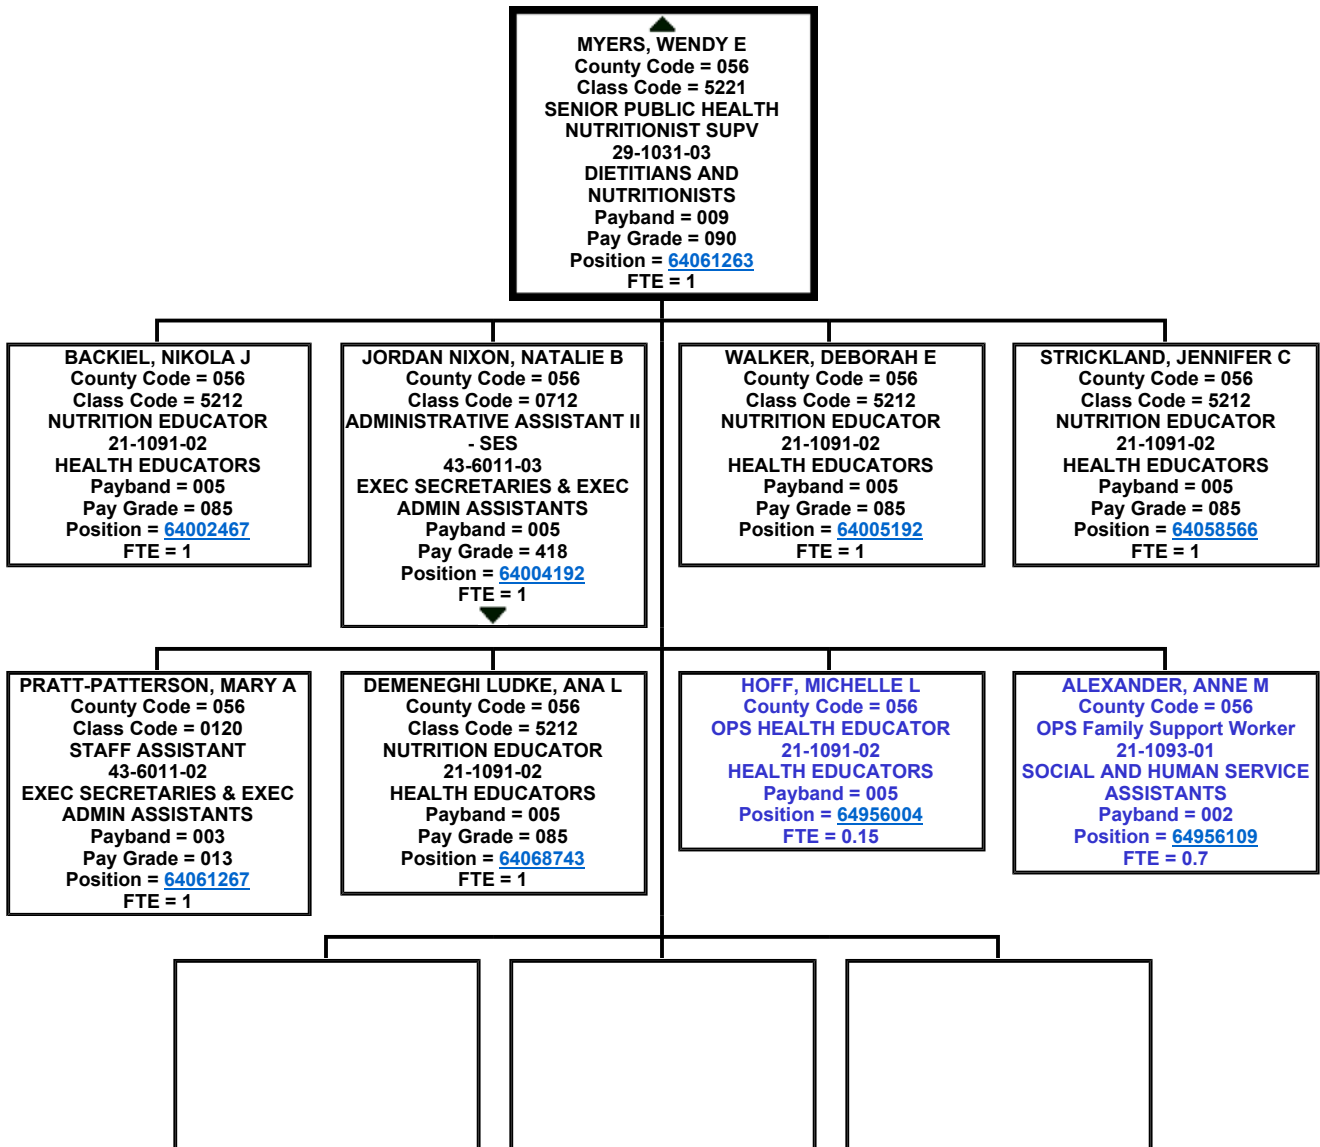 MYERS, WENDY E
County Code = 056
Class Code = 5221
SENIOR PUBLIC HEALTH
NUTRITIONIST SUPV
29-1031-03
DIETITIANS AND
NUTRITIONISTS
Payband = 009
Pay Grade = 090
Position = 64061263
FTE = 1
BACKIEL, NIKOLA J
County Code = 056
Class Code = 5212
NUTRITION EDUCATOR
21-1091-02
HEALTH EDUCATORS
Payband = 005
Pay Grade = 085
Position = 64002467
FTE = 1
JORDAN NIXON, NATALIE B
County Code = 056
Class Code = 0712
ADMINISTRATIVE ASSISTANT II
- SES
43-6011-03
EXEC SECRETARIES & EXEC
ADMIN ASSISTANTS
Payband = 005
Pay Grade = 418
Position = 64004192
FTE = 1
WALKER, DEBORAH E
County Code = 056
Class Code = 5212
NUTRITION EDUCATOR
21-1091-02
HEALTH EDUCATORS
Payband = 005
Pay Grade = 085
Position = 64005192
FTE = 1
STRICKLAND, JENNIFER C
County Code = 056
Class Code = 5212
NUTRITION EDUCATOR
21-1091-02
HEALTH EDUCATORS
Payband = 005
Pay Grade = 085
Position = 64058566
FTE = 1
PRATT-PATTERSON, MARY A
County Code = 056
Class Code = 0120
STAFF ASSISTANT
43-6011-02
EXEC SECRETARIES & EXEC
ADMIN ASSISTANTS
Payband = 003
Pay Grade = 013
Position = 64061267
FTE = 1
DEMENEGHI LUDKE, ANA L
County Code = 056
Class Code = 5212
NUTRITION EDUCATOR
21-1091-02
HEALTH EDUCATORS
Payband = 005
Pay Grade = 085
Position = 64068743
FTE = 1
HOFF, MICHELLE L
County Code = 056
OPS HEALTH EDUCATOR
21-1091-02
HEALTH EDUCATORS
Payband = 005
Position = 64956004
FTE = 0.15
ALEXANDER, ANNE M
County Code = 056
OPS Family Support Worker
21-1093-01
SOCIAL AND HUMAN SERVICE
ASSISTANTS
Payband = 002
Position = 64956109
FTE = 0.7